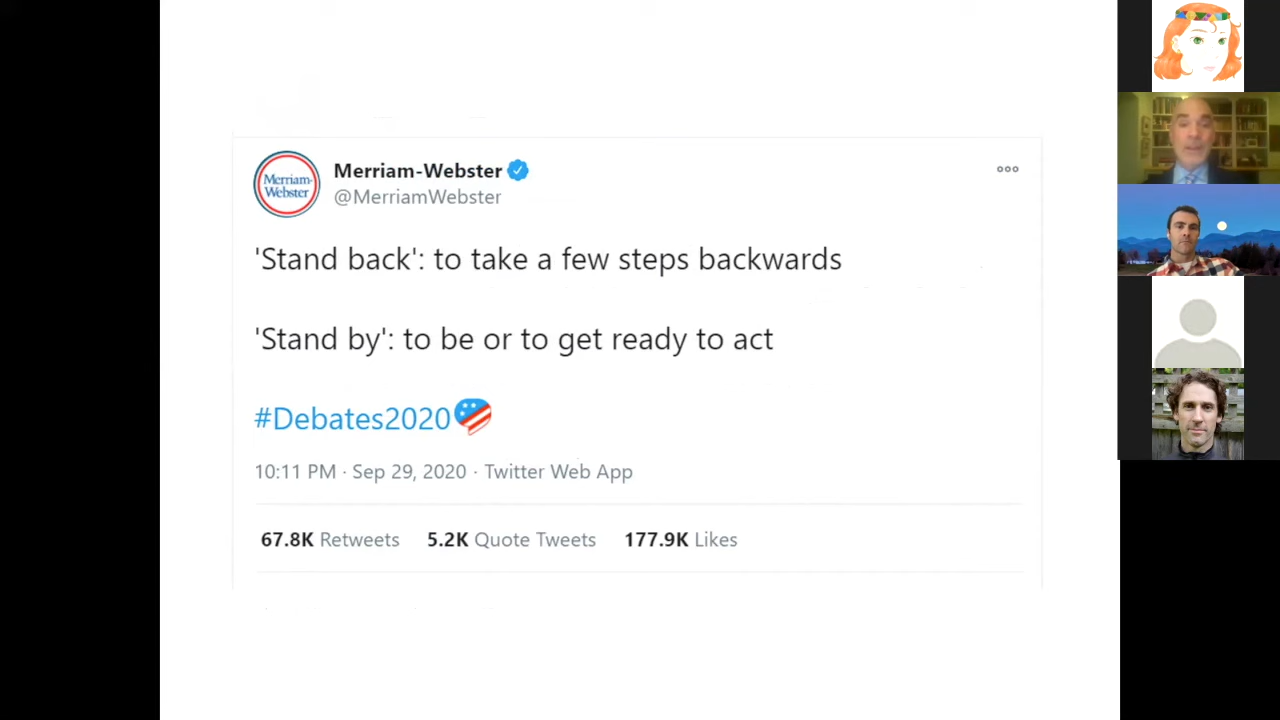 Merriam-Webster
Merriam-
Webster
@MerriamWebster
'Stand back': to take a few steps backwards
'Stand by': to be or to get ready to act
#Debates2020
10:11 PM · Sep 29, 2020 · Twitter Web App
67.8K Retweets 5.2K Quote Tweets 177.9K Likes